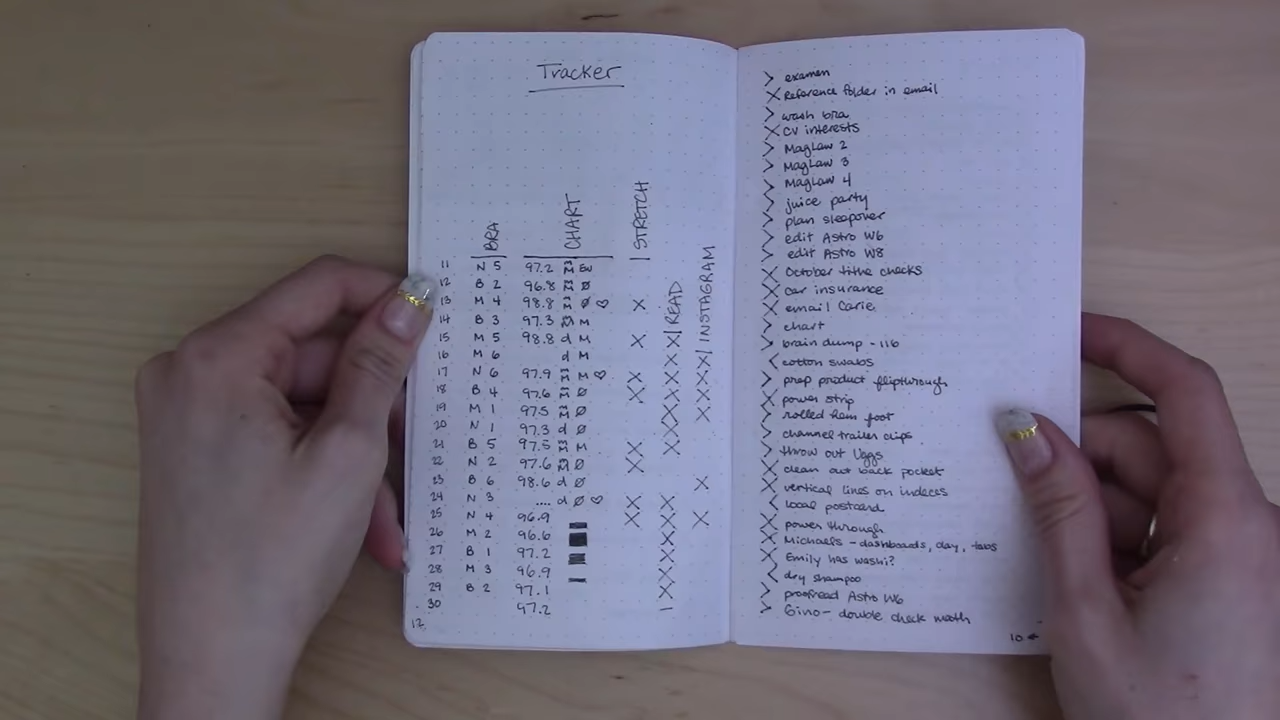 Tracker
BRA CHART STRETCH READ INSTAGRAM
11 N 5 97.2 M EW
12 B 2 96.8 M Ø
13 M 4 98.8 M Ø ♡ X
14 B 3 97.3 M M
15 M 5 98.8 d M X X
16 M 6 d M X X
17 N 6 97.9 M M ♡ X X X
18 B 4 97.6 M Ø X X X
19 M 1 97.5 M Ø X X
20 N 1 97.3 d Ø X
21 B 5 97.5 M M X X
22 N 2 97.6 M Ø X
23 B 6 98.6 d Ø X
24 N 3 .... d Ø ♡ X X
25 N 4 96.9 X X X
26 M 2 96.6 X
27 B 1 97.2 X
28 M 3 96.9 X
29 B 2 97.1 X
30 97.2
12
> examen
X Reference folder in email
> wash bra
X CV interests
> MagLaw 2
> MagLaw 3
> MagLaw 4
> juice party
> plan sleepover
> edit Astro W6
> edit Astro W8
X October tithe checks
X car insurance
X email Carie
> chart
> brain dump - 116
< cotton swabs
> prep product flipthrough
X power strip
X rolled hem foot
> channel trailer clips
> throw out Uggs
X clean out back pocket
X vertical lines on indeces
< local postcard
X power through
X Michaels - dashboards, day, tabs
X Emily has washi?
< dry shampoo
> proofread Astro W6
> Gino - double check math
10 ←